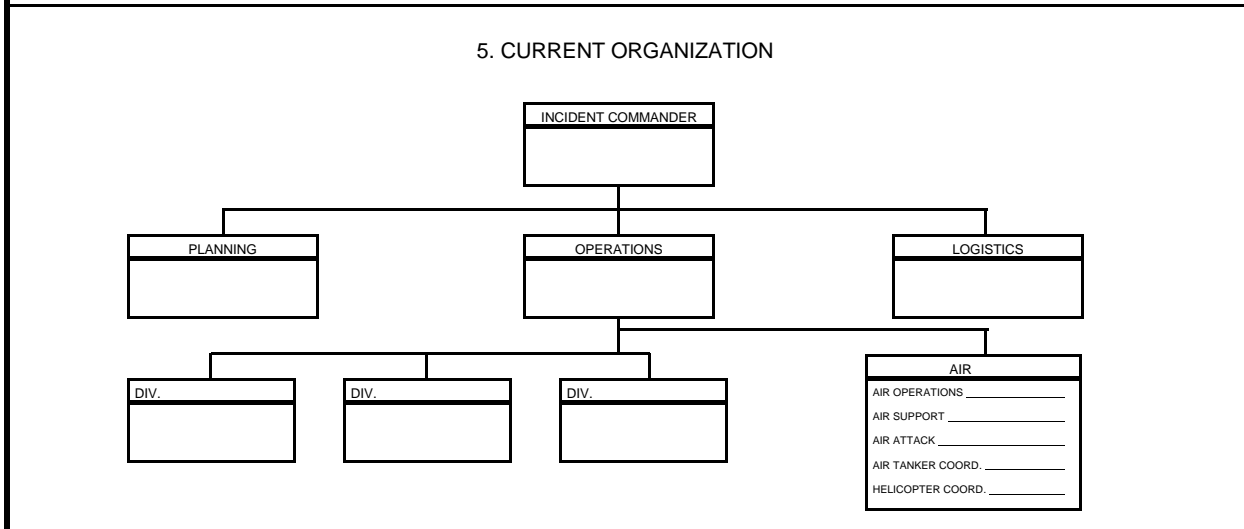 5. CURRENT ORGANIZATION
INCIDENT COMMANDER
PLANNING
OPERATIONS
LOGISTICS
DIV.
DIV.
DIV.
AIR
AIR OPERATIONS
AIR SUPPORT
AIR ATTACK
AIR TANKER COORD.
HELICOPTER COORD.